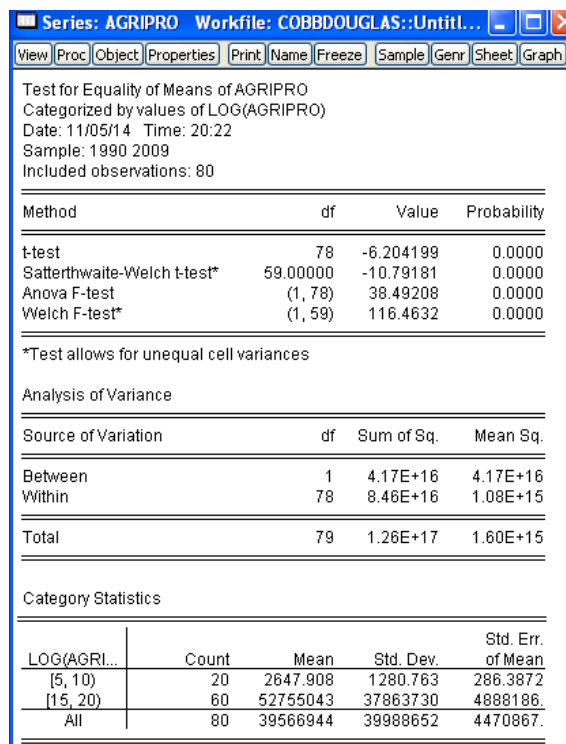 Series: AGRIPRO Workfile: COBBDOUGLAS::Untitl...
View Proc Object Properties Print Name Freeze Sample Genr Sheet Graph
Test for Equality of Means of AGRIPRO
Categorized by values of LOG(AGRIPRO)
Date: 11/05/14 Time: 20:22
Sample: 1990 2009
Included observations: 80
Method df Value Probability
t-test 78 -6.204199 0.0000
Satterthwaite-Welch t-test* 59.00000 -10.79181 0.0000
Anova F-test (1, 78) 38.49208 0.0000
Welch F-test* (1, 59) 116.4632 0.0000
*Test allows for unequal cell variances
Analysis of Variance
Source of Variation df Sum of Sq. Mean Sq.
Between 1 4.17E+16 4.17E+16
Within 78 8.46E+16 1.08E+15
Total 79 1.26E+17 1.60E+15
Category Statistics
Std. Err.
LOG(AGRI... Count Mean Std. Dev. of Mean
[5, 10) 20 2647.908 1280.763 286.3872
[15, 20) 60 52755043 37863730 4888186.
All 80 39566944 39988652 4470867.